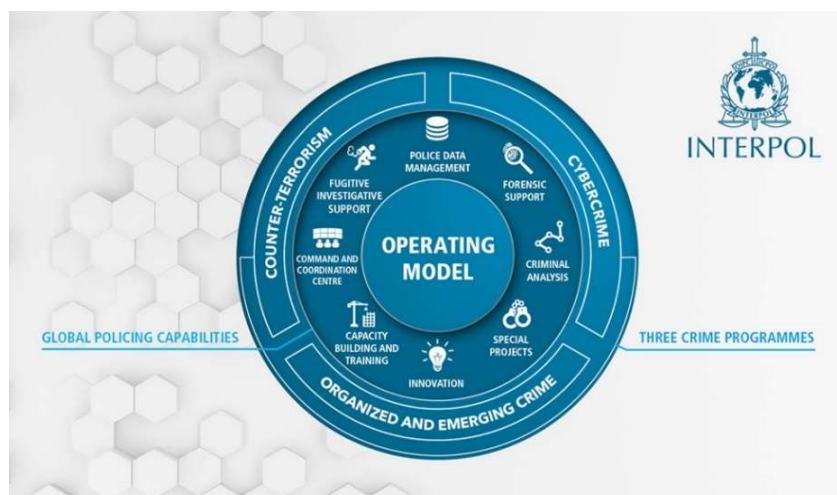 INTERPOL
COUNTER-TERRORISM
CYBERCRIME
ORGANIZED AND EMERGING CRIME
POLICE DATA
MANAGEMENT
FORENSIC
SUPPORT
CRIMINAL
ANALYSIS
SPECIAL
PROJECTS
INNOVATION
CAPACITY
BUILDING AND
TRAINING
COMMAND AND
COORDINATION
CENTRE
FUGITIVE
INVESTIGATIVE
SUPPORT
OPERATING
MODEL
GLOBAL POLICING CAPABILITIES
THREE CRIME PROGRAMMES